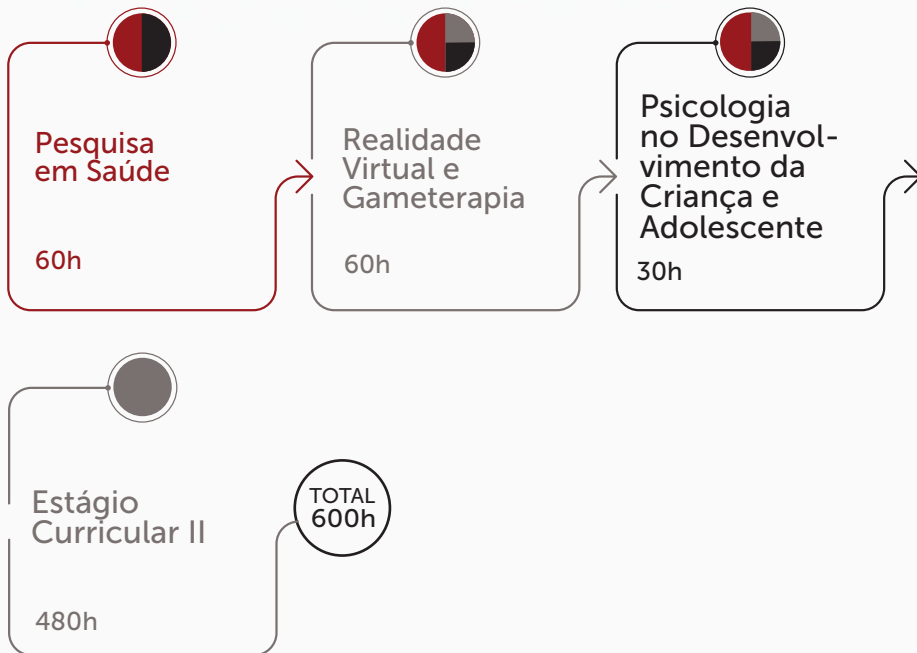 Pesquisa
em Saúde
60h
Realidade
Virtual e
Gameterapia
60h
Psicologia
no Desenvol-
vimento da
Criança e
Adolescente
30h
Estágio
Curricular II
480h
TOTAL
600h